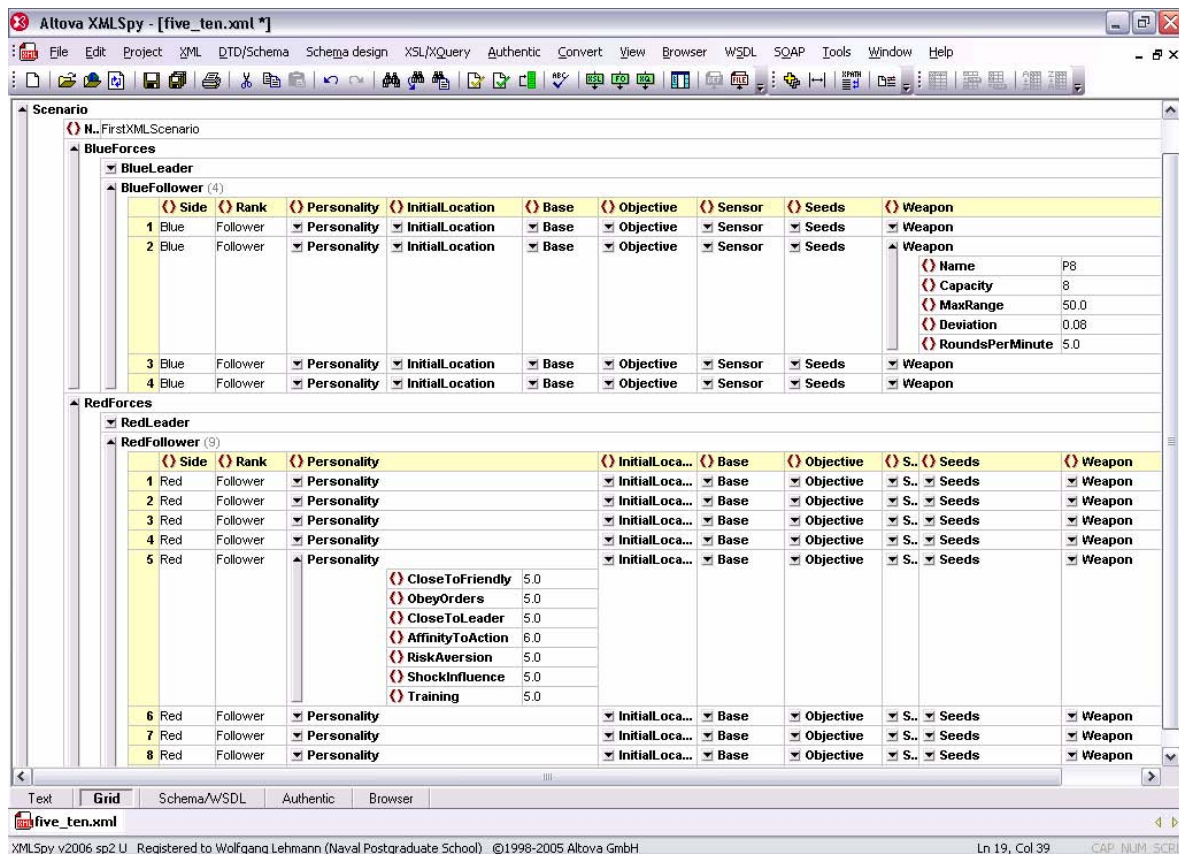 Altova XMLSpy - [five_ten.xml *]
File Edit Project XML DTD/Schema Schema design XSL/XQuery Authentic Convert View Browser WSDL SOAP Tools Window Help
Scenario
N.. FirstXMLScenario
BlueForces
BlueLeader
BlueFollower (4)
Side Rank Personality InitialLocation Base Objective Sensor Seeds Weapon
1 Blue Follower Personality InitialLocation Base Objective Sensor Seeds Weapon
2 Blue Follower Personality InitialLocation Base Objective Sensor Seeds Weapon
Name P8
Capacity 8
MaxRange 50.0
Deviation 0.08
RoundsPerMinute 5.0
3 Blue Follower Personality InitialLocation Base Objective Sensor Seeds Weapon
4 Blue Follower Personality InitialLocation Base Objective Sensor Seeds Weapon
RedForces
RedLeader
RedFollower (9)
Side Rank Personality InitialLoca... Base Objective S.. Seeds Weapon
1 Red Follower Personality InitialLoca... Base Objective S.. Seeds Weapon
2 Red Follower Personality InitialLoca... Base Objective S.. Seeds Weapon
3 Red Follower Personality InitialLoca... Base Objective S.. Seeds Weapon
4 Red Follower Personality InitialLoca... Base Objective S.. Seeds Weapon
5 Red Follower Personality InitialLoca... Base Objective S.. Seeds Weapon
CloseToFriendly 5.0
ObeyOrders 5.0
CloseToLeader 5.0
AffinityToAction 6.0
RiskAversion 5.0
ShockInfluence 5.0
Training 5.0
6 Red Follower Personality InitialLoca... Base Objective S.. Seeds Weapon
7 Red Follower Personality InitialLoca... Base Objective S.. Seeds Weapon
8 Red Follower Personality InitialLoca... Base Objective S.. Seeds Weapon
Text Grid Schema/WSDL Authentic Browser
five_ten.xml
XMLSpy v2006 sp2 U Registered to Wolfgang Lehmann (Naval Postgraduate School) ©1998-2005 Altova GmbH Ln 19, Col 39 CAP NUM SCRL